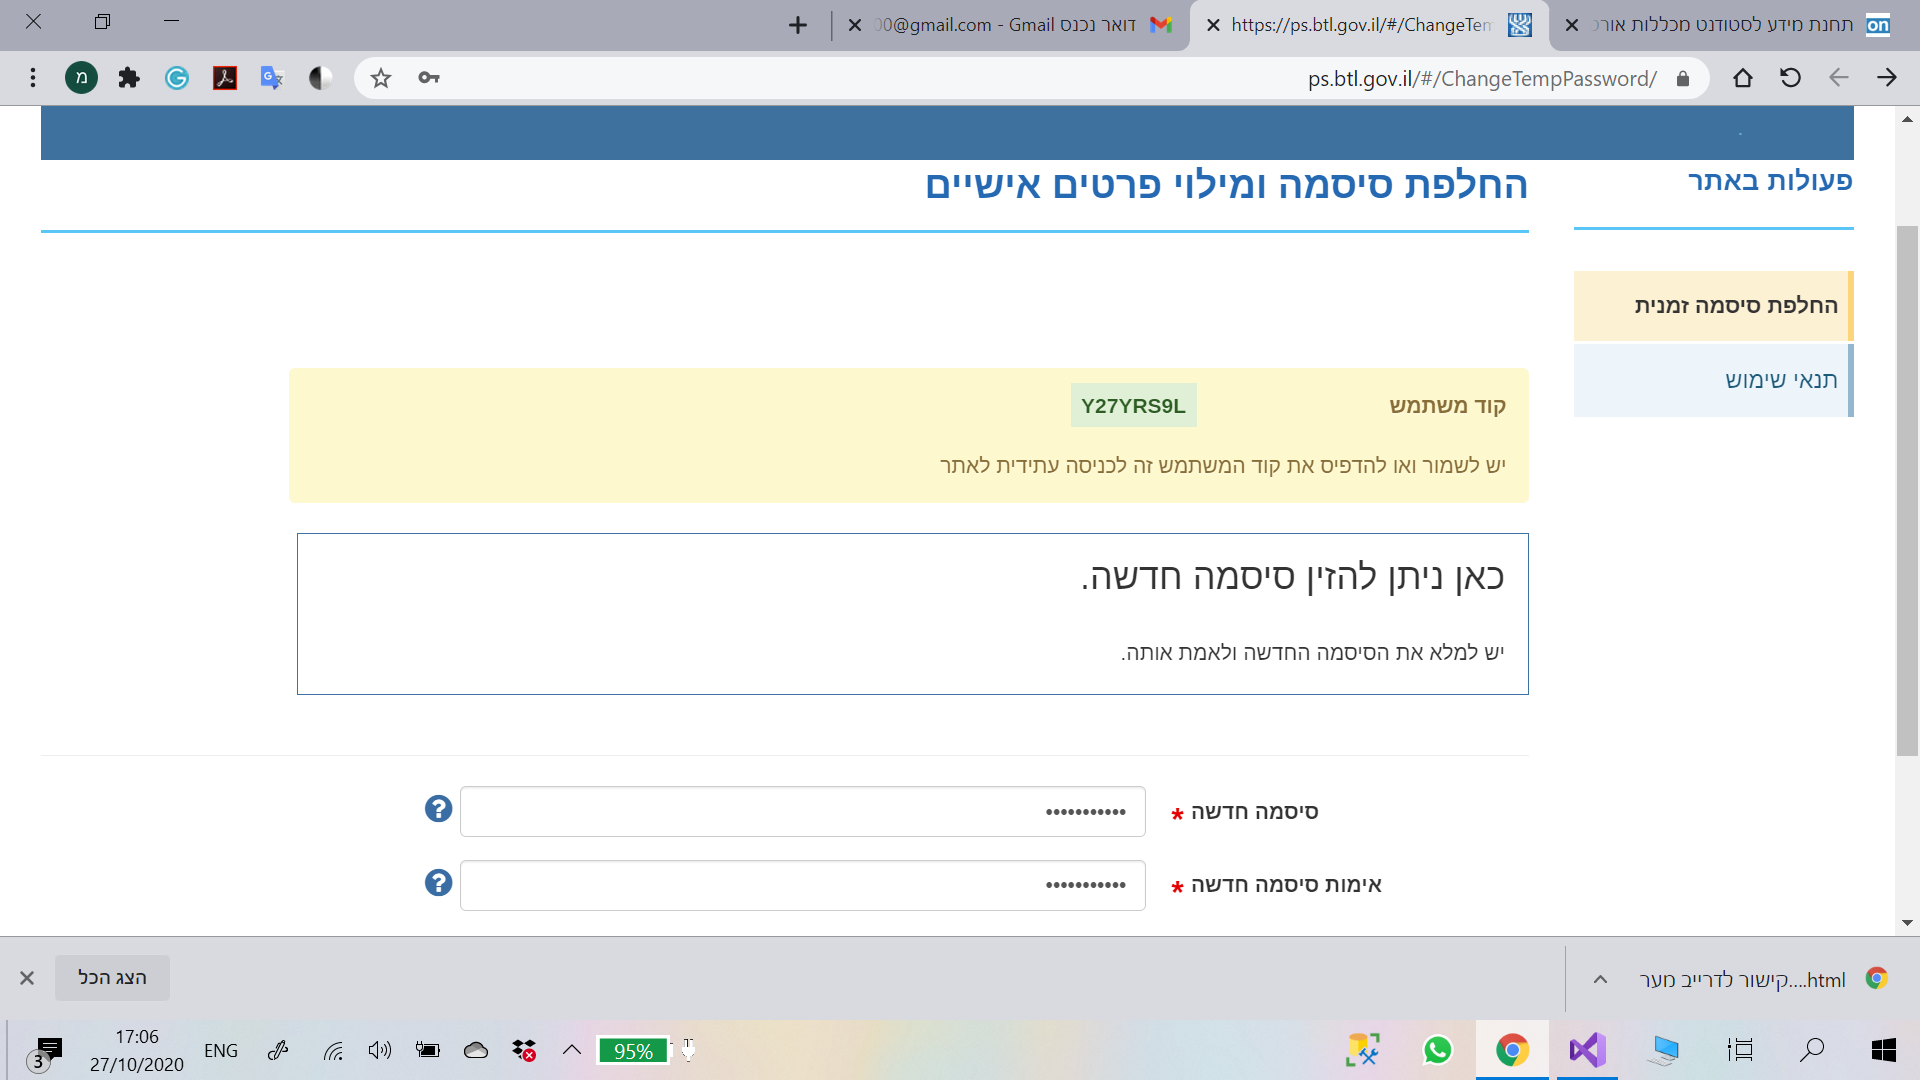 תחנת מידע לסטודנט מכללות אורט
https://ps.btl.gov.il/#/ChangeTem
דואר נכנס - 00@gmail.com - Gmail
ps.btl.gov.il/#/ChangeTempPassword/
מ
פעולות באתר
החלפת סיסמה זמנית
תנאי שימוש
החלפת סיסמה ומילוי פרטים אישיים
קוד משתמש Y27YRS9L
יש לשמור ואו להדפיס את קוד המשתמש זה לכניסה עתידית לאתר
כאן ניתן להזין סיסמה חדשה.
יש למלא את הסיסמה החדשה ולאמת אותה.
סיסמה חדשה * •••••••••••
אימות סיסמה חדשה * •••••••••••
קישור לדרייב מער....html
הצג הכל
95%
ENG
17:06
27/10/2020
3